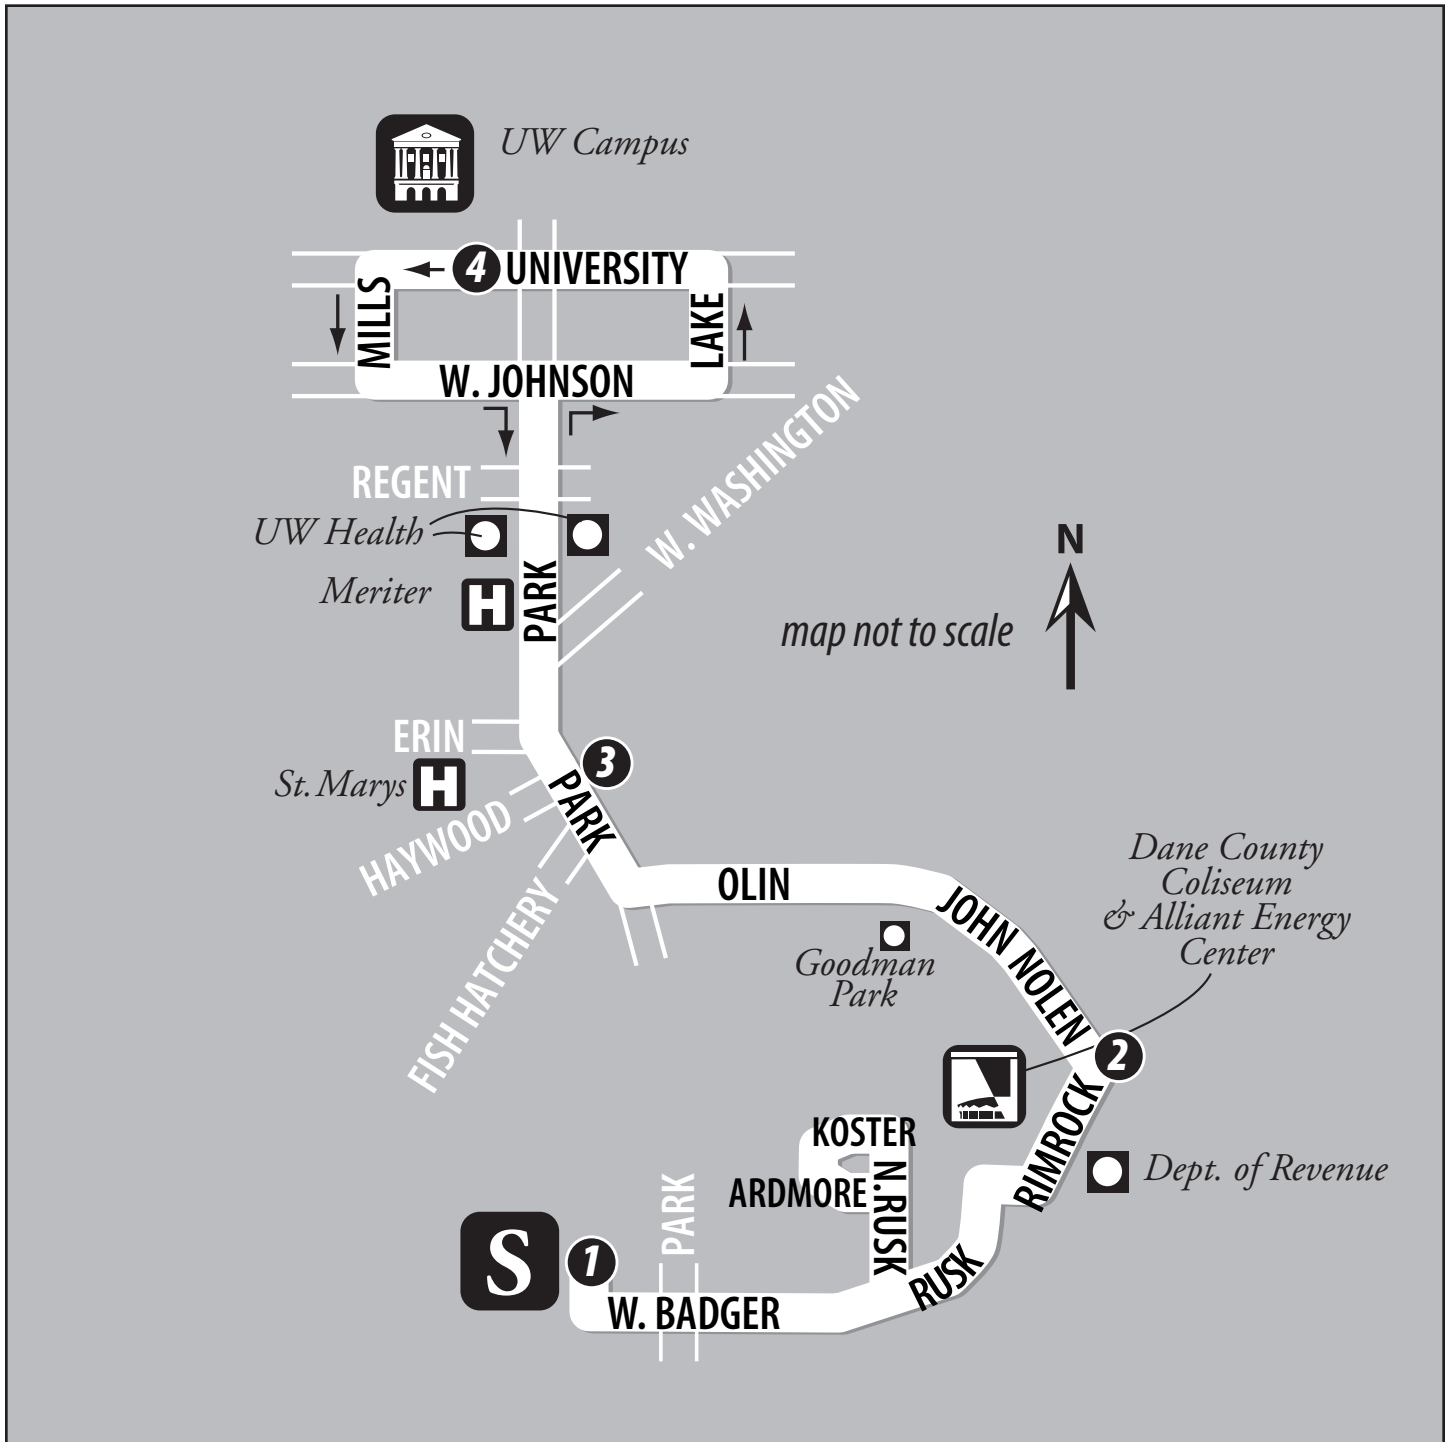 UW Campus
4
UNIVERSITY
MILLS
LAKE
W. JOHNSON
W. WASHINGTON
REGENT
UW Health
N
PARK
Meriter
H
map not to scale
ERIN
3
St. Marys
H
PARK
HAYWOOD
Dane County
Coliseum
& Alliant Energy
Center
OLIN
JOHN NOLEN
FISH HATCHERY
Goodman
Park
2
RIMROCK
KOSTER
Dept. of Revenue
N. RUSK
ARDMORE
PARK
S
1
RUSK
W. BADGER